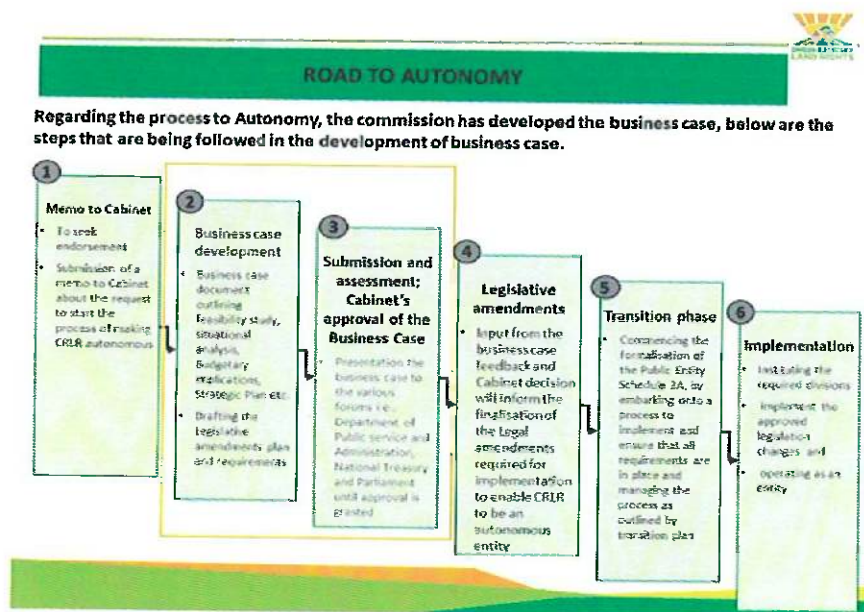 LAND RIGHTS
ROAD TO AUTONOMY
Regarding the process to Autonomy, the commission has developed the business case, below are the
steps that are being followed in the development of business case.
1
Memo to Cabinet
• To seek
endorsement
• Submission of a
memo to Cabinet
about the request
to start the
process of making
CRLR autonomous
2
Business case
development
• Business case
document
outlining
feasibility study,
situational
analysis,
Budgetary
implications,
Strategic Plan etc.
• Drafting the
legislative
amendments plan
and requirements
3
Submission and
assessment;
Cabinet's
approval of the
Business Case
• Presentation the
business case to
the various
forums i.e.
Department of
Public service and
Administration,
National Treasury
and Parliament
until approval is
granted
4
Legislative
amendments
• Input from the
business case
feedback and
Cabinet decision
will inform the
finalisation of
the Legal
amendments
required for
implementation
to enable CRLR
to be an
autonomous
entity
5
Transition phase
• Commencing the
formalisation of
the Public Entity
Schedule 3A, by
embarking onto a
process to
implement and
ensure that all
requirements are
in place and
managing the
process as
outlined by
transition plan
6
Implementation
• Instituting the
required divisions
• implement the
approved
legislation
changes and
• operating as an
entity